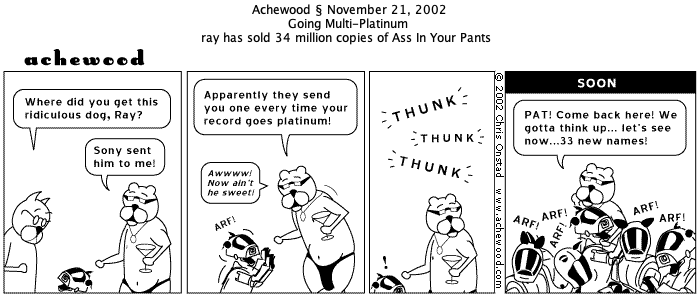 Achewood § November 21, 2002
Going Multi-Platinum
ray has sold 34 million copies of Ass In Your Pants
achewood
Where did you get this
ridiculous dog, Ray?
Sony sent
him to me!
Apparently they send
you one every time your
record goes platinum!
Awwww!
Now ain't
he sweet!
ARF!
THUNK
THUNK
THUNK
!
© 2002 Chris Onstad www.achewood.com
SOON
PAT! Come back here! We
gotta think up... let's see
now...33 new names!
ARF!
ARF!
ARF!
ARF!
ARF!